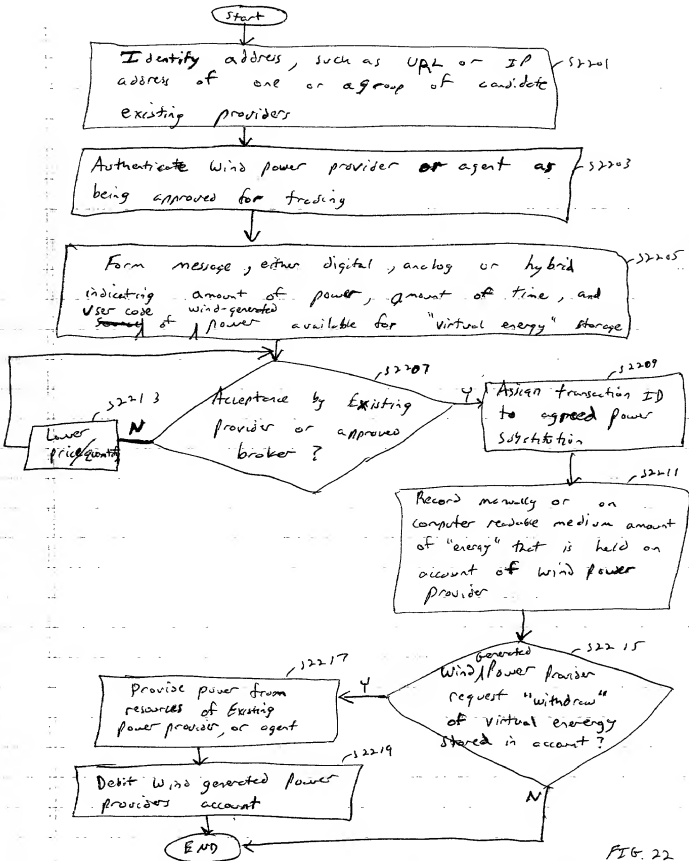 Start
Identify address, such as URL or IP
address of one or a group of candidate
existing providers
S2201
Authenticate Wind power provider or agent as
being approved for trading
S2203
Form message, either digital, analog or hybrid
indicating amount of power, amount of time, and
User code wind-generated
of power available for "virtual energy" storage
S2205
S2207
Acceptance by Existing
provider or approved
broker?
Y
N
S2213
Lower
price/quantity
S2209
Assign transaction ID
to agreed power
Substitution
S2211
Record manually or on
computer readable medium amount
of "energy" that is held on
account of wind power
Provider
S2215
generated
Wind Power Provider
request "withdraw"
of virtual enerergy
stored in account?
Y
N
S2217
Provide power from
resources of Existing
Power provider, or agent
S2219
Debit Wind generated Power
providers account
END
FIG. 22